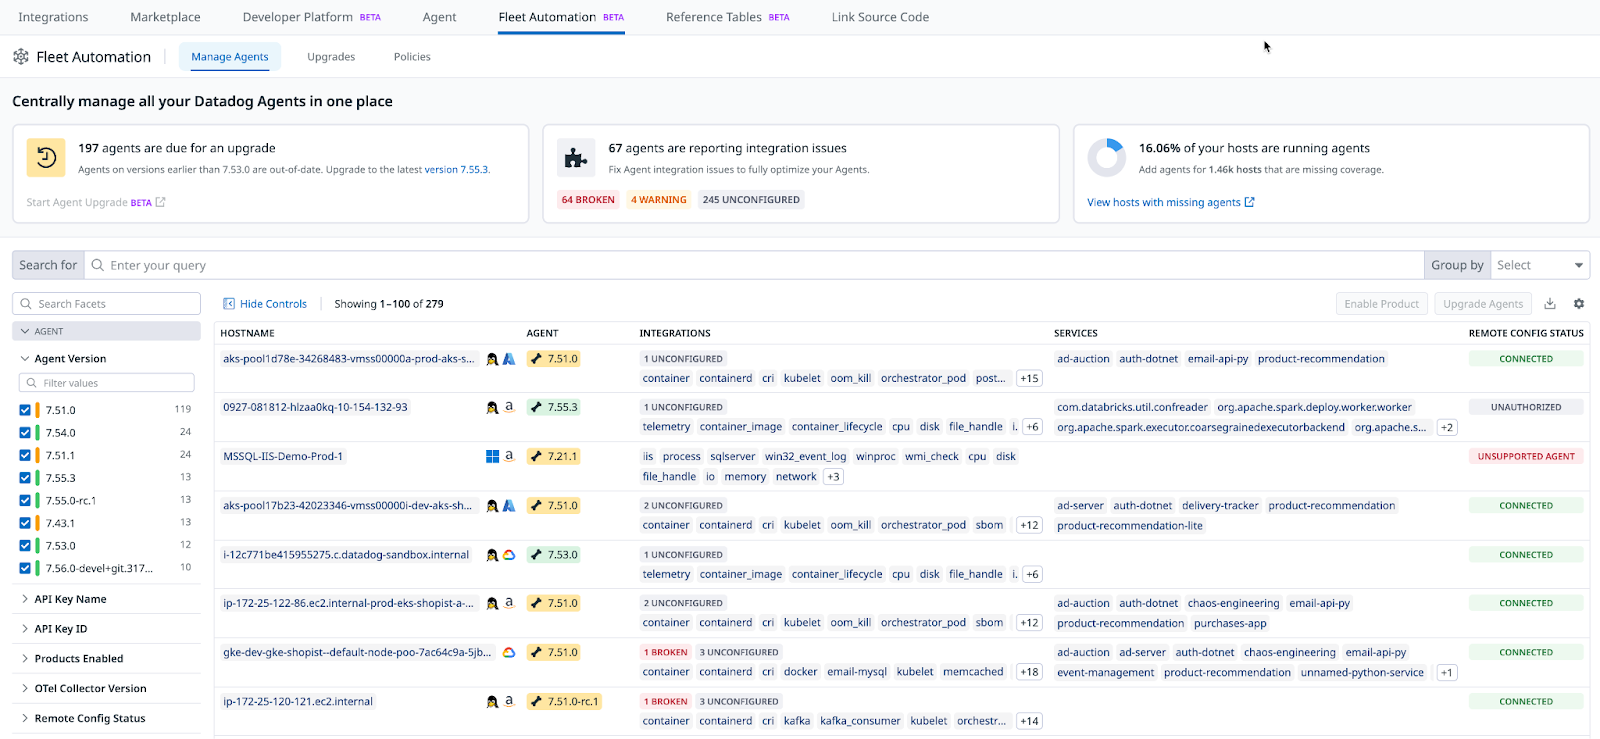 Integrations Marketplace Developer Platform BETA Agent Fleet Automation BETA Reference Tables BETA Link Source Code
Fleet Automation Manage Agents Upgrades Policies
Centrally manage all your Datadog Agents in one place
197 agents are due for an upgrade
Agents on versions earlier than 7.53.0 are out-of-date. Upgrade to the latest version 7.55.3.
Start Agent Upgrade BETA
67 agents are reporting integration issues
Fix Agent integration issues to fully optimize your Agents.
64 BROKEN 4 WARNING 245 UNCONFIGURED
16.06% of your hosts are running agents
Add agents for 1.46k hosts that are missing coverage.
View hosts with missing agents
Search for Enter your query Group by Select
Search Facets
AGENT
Agent Version
Filter values
7.51.0 119
7.54.0 24
7.51.1 24
7.55.3 13
7.55.0-rc.1 13
7.43.1 13
7.53.0 12
7.56.0-devel+git.317... 10
API Key Name
API Key ID
Products Enabled
OTel Collector Version
Remote Config Status
Hide Controls Showing 1–100 of 279 Enable Product Upgrade Agents
HOSTNAME AGENT INTEGRATIONS SERVICES REMOTE CONFIG STATUS
aks-pool1d78e-34268483-vmss00000a-prod-aks-s... 7.51.0 1 UNCONFIGURED ad-auction auth-dotnet email-api-py product-recommendation CONNECTED
container containerd cri kubelet oom_kill orchestrator_pod post... +15
0927-081812-hlzaa0kq-10-154-132-93 a 7.55.3 1 UNCONFIGURED com.databricks.util.confreader org.apache.spark.deploy.worker.worker UNAUTHORIZED
telemetry container_image container_lifecycle cpu disk file_handle i. +6 org.apache.spark.executor.coarsegrainedexecutorbackend org.apache.s... +2
MSSQL-IIS-Demo-Prod-1 a 7.21.1 iis process sqlserver win32_event_log winproc wmi_check cpu disk UNSUPPORTED AGENT
file_handle io memory network +3
aks-pool17b23-42023346-vmss00000i-dev-aks-sh... 7.51.0 2 UNCONFIGURED ad-server auth-dotnet delivery-tracker product-recommendation CONNECTED
container containerd cri kubelet oom_kill orchestrator_pod sbom +12 product-recommendation-lite
i-12c771be415955275.c.datadog-sandbox.internal 7.53.0 1 UNCONFIGURED CONNECTED
telemetry container_image container_lifecycle cpu disk file_handle i. +6
ip-172-25-122-86.ec2.internal-prod-eks-shopist-a-... a 7.51.0 2 UNCONFIGURED ad-auction auth-dotnet chaos-engineering email-api-py CONNECTED
container containerd cri kubelet oom_kill orchestrator_pod sbom +12 product-recommendation purchases-app
gke-dev-gke-shopist--default-node-poo-7ac64c9a-5jb... 7.51.0 1 BROKEN 3 UNCONFIGURED ad-auction ad-server auth-dotnet chaos-engineering email-api-py CONNECTED
container containerd cri docker email-mysql kubelet memcached +18 event-management product-recommendation unnamed-python-service +1
ip-172-25-120-121.ec2.internal a 7.51.0-rc.1 1 BROKEN 3 UNCONFIGURED CONNECTED
container containerd cri kafka kafka_consumer kubelet orchestr... +14